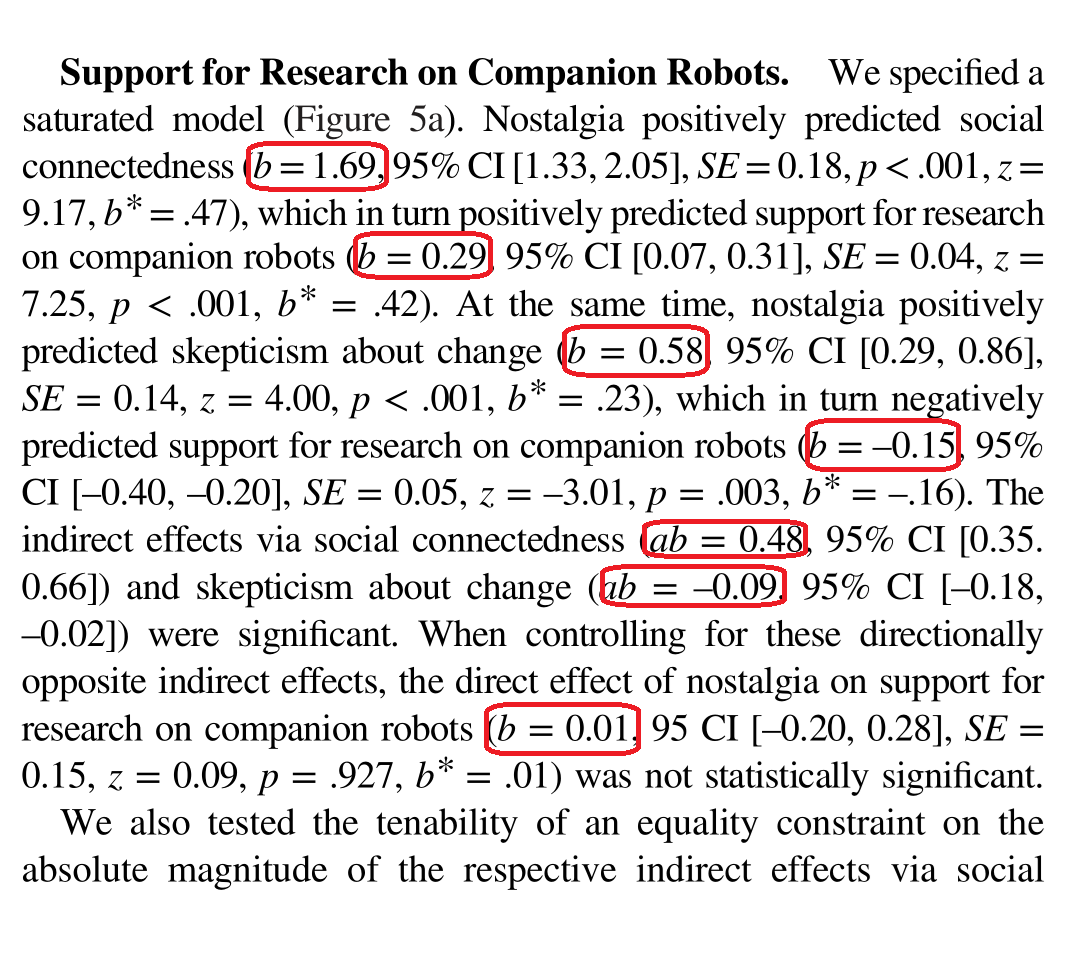 Support for Research on Companion Robots. We specified a
saturated model (Figure 5a). Nostalgia positively predicted social
connectedness (b = 1.69, 95% CI [1.33, 2.05], SE = 0.18, p < .001, z =
9.17, b* = .47), which in turn positively predicted support for research
on companion robots (b = 0.29, 95% CI [0.07, 0.31], SE = 0.04, z =
7.25, p < .001, b* = .42). At the same time, nostalgia positively
predicted skepticism about change (b = 0.58, 95% CI [0.29, 0.86],
SE = 0.14, z = 4.00, p < .001, b* = .23), which in turn negatively
predicted support for research on companion robots (b = –0.15, 95%
CI [–0.40, –0.20], SE = 0.05, z = –3.01, p = .003, b* = –.16). The
indirect effects via social connectedness (ab = 0.48, 95% CI [0.35.
0.66]) and skepticism about change (ab = –0.09, 95% CI [–0.18,
–0.02]) were significant. When controlling for these directionally
opposite indirect effects, the direct effect of nostalgia on support for
research on companion robots (b = 0.01, 95 CI [–0.20, 0.28], SE =
0.15, z = 0.09, p = .927, b* = .01) was not statistically significant.
We also tested the tenability of an equality constraint on the
absolute magnitude of the respective indirect effects via social